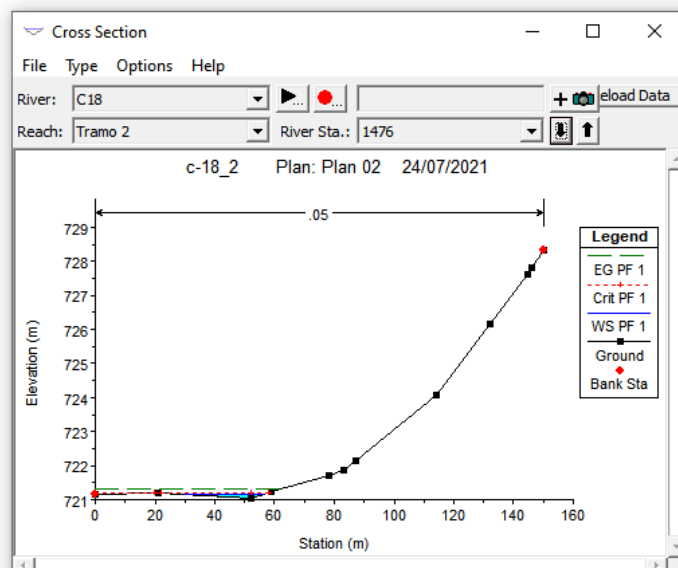 Cross Section
File Type Options Help
River: C18 eload Data
Reach: Tramo 2 River Sta.: 1476
c-18_2 Plan: Plan 02 24/07/2021
.05
Elevation (m)
729
728
727
726
725
724
723
722
721
0 20 40 60 80 100 120 140 160
Station (m)
Legend
EG PF 1
Crit PF 1
WS PF 1
Ground
Bank Sta